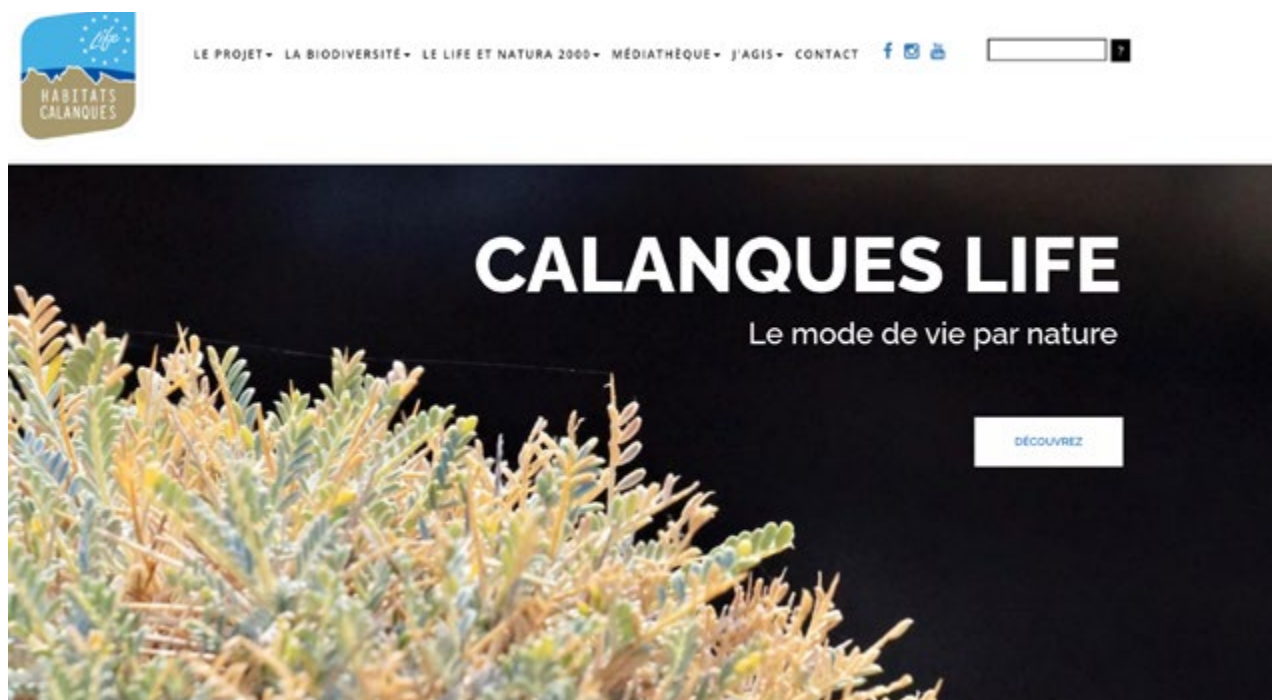 Life
HABITATS
CALANQUES
LE PROJET LA BIODIVERSITÉ LE LIFE ET NATURA 2000 MÉDIATHÈQUE J'AGIS CONTACT
?
CALANQUES LIFE
Le mode de vie par nature
DÉCOUVREZ